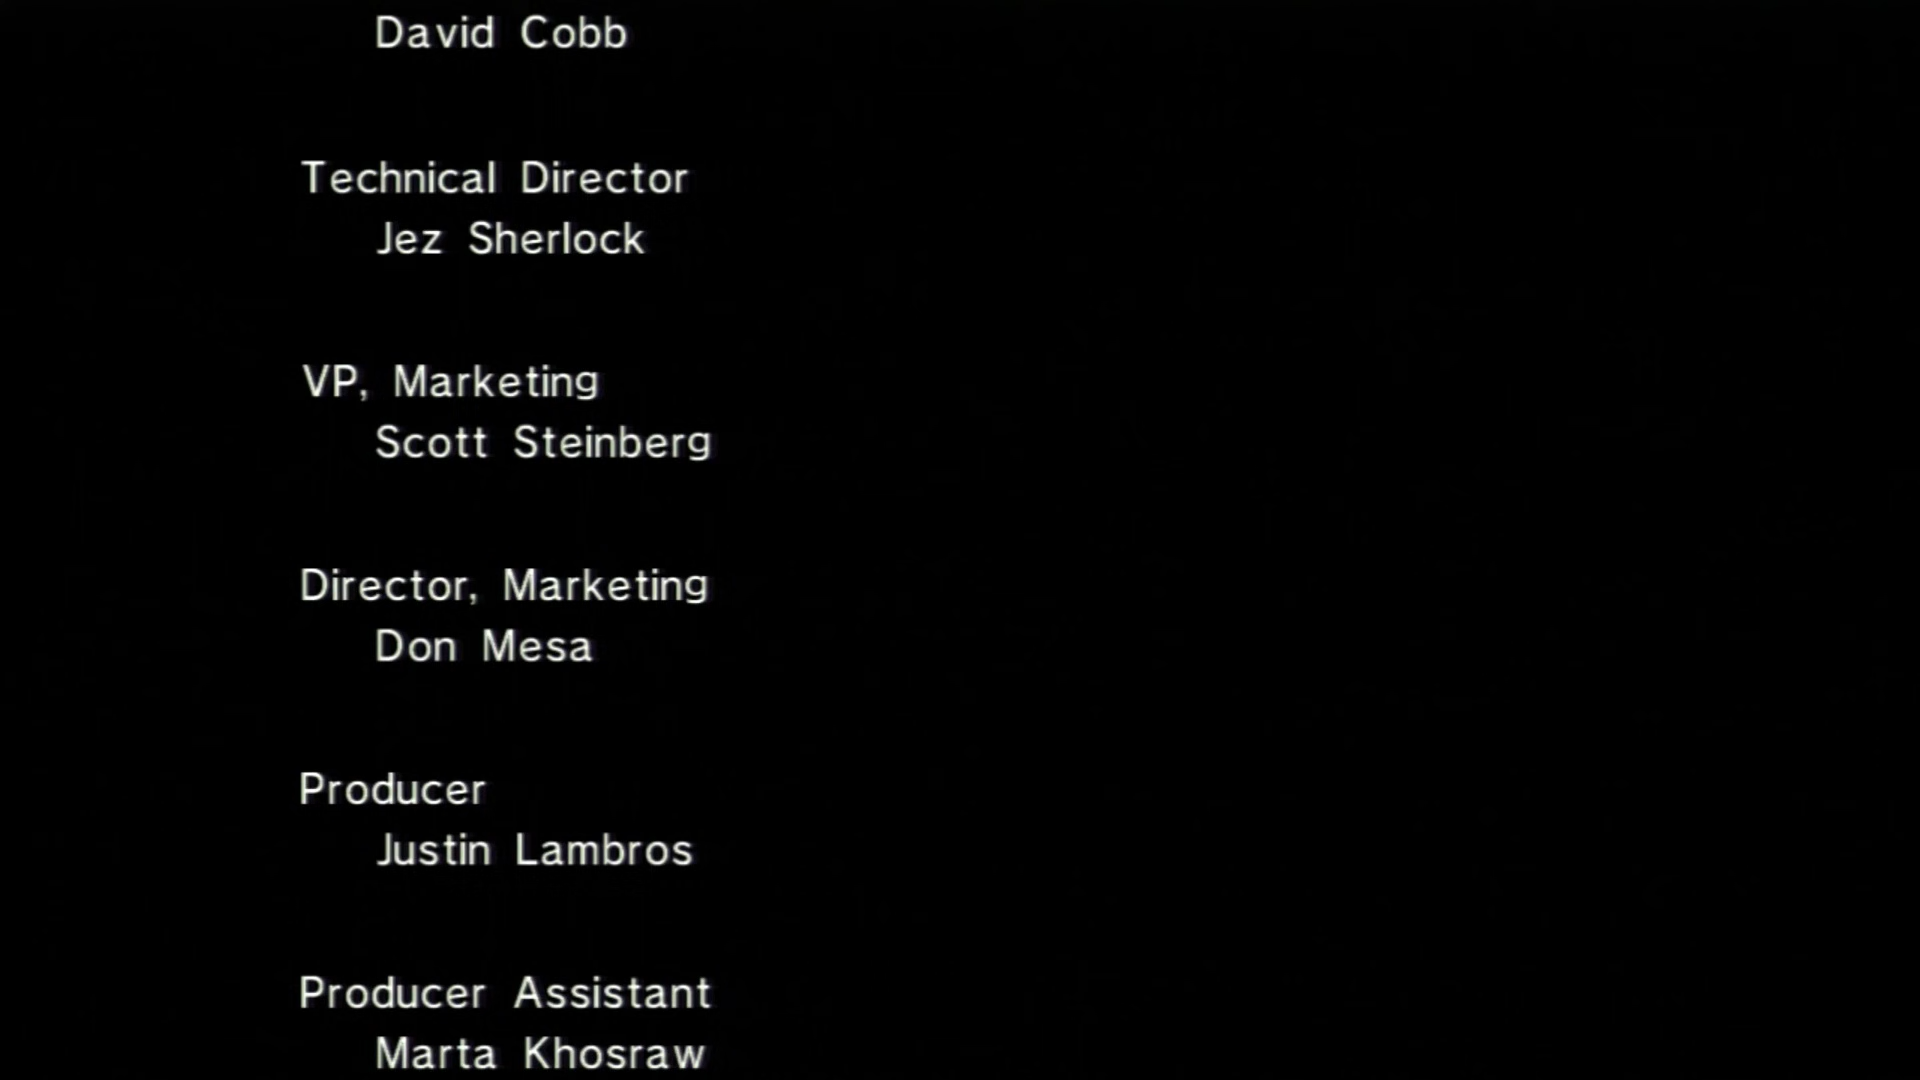 David Cobb
Technical Director
Jez Sherlock
VP, Marketing
Scott Steinberg
Director, Marketing
Don Mesa
Producer
Justin Lambros
Producer Assistant
Marta Khosraw